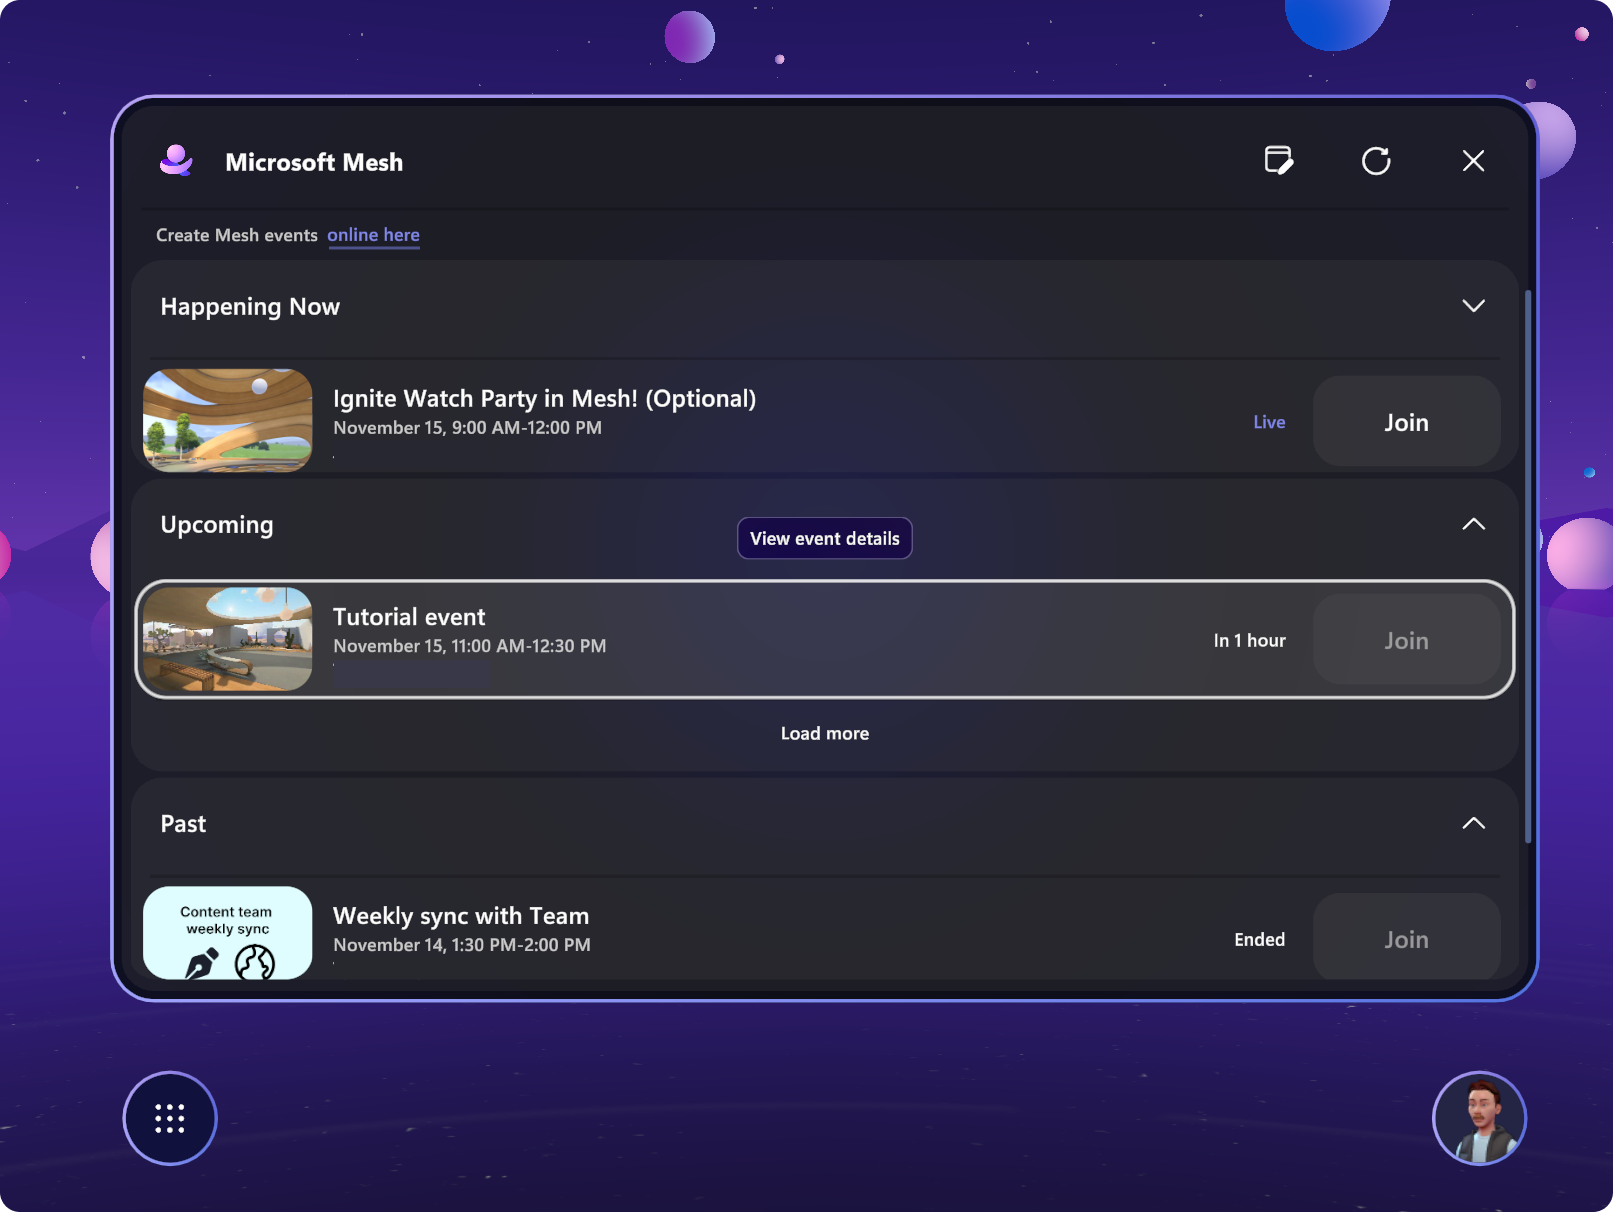 Microsoft Mesh
Create Mesh events online here
Happening Now
Ignite Watch Party in Mesh! (Optional)
November 15, 9:00 AM-12:00 PM
Live
Join
Upcoming
View event details
Tutorial event
November 15, 11:00 AM-12:30 PM
In 1 hour
Join
Load more
Past
Content team
weekly sync
Weekly sync with Team
November 14, 1:30 PM-2:00 PM
Ended
Join